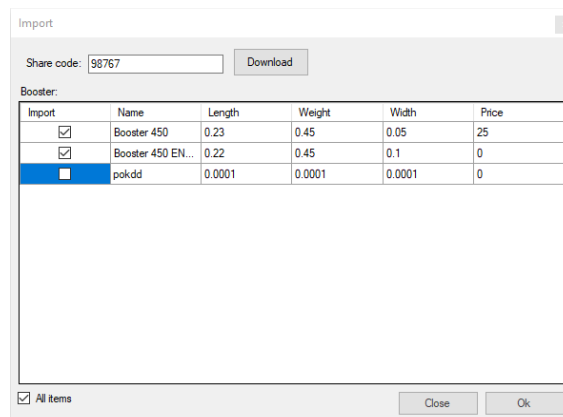 Import
Share code: 98767 Download
Booster:
Import Name Length Weight Width Price
Booster 450 0.23 0.45 0.05 25
Booster 450 EN... 0.22 0.45 0.1 0
pokdd 0.0001 0.0001 0.0001 0
All items Close Ok